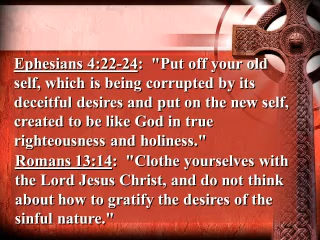 Ephesians 4:22-24:  "Put off your old
self, which is being corrupted by its
deceitful desires and put on the new self,
created to be like God in true
righteousness and holiness."
Romans 13:14:  "Clothe yourselves with
the Lord Jesus Christ, and do not think
about how to gratify the desires of the
sinful nature."